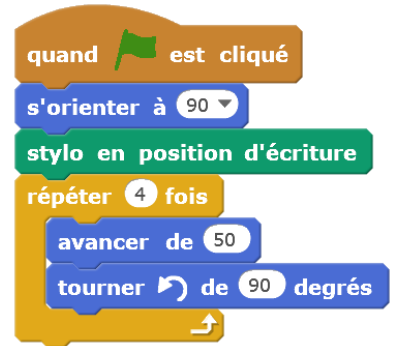 quand est cliqué
s'orienter à 90
stylo en position d'écriture
répéter 4 fois
avancer de 50
tourner de 90 degrés